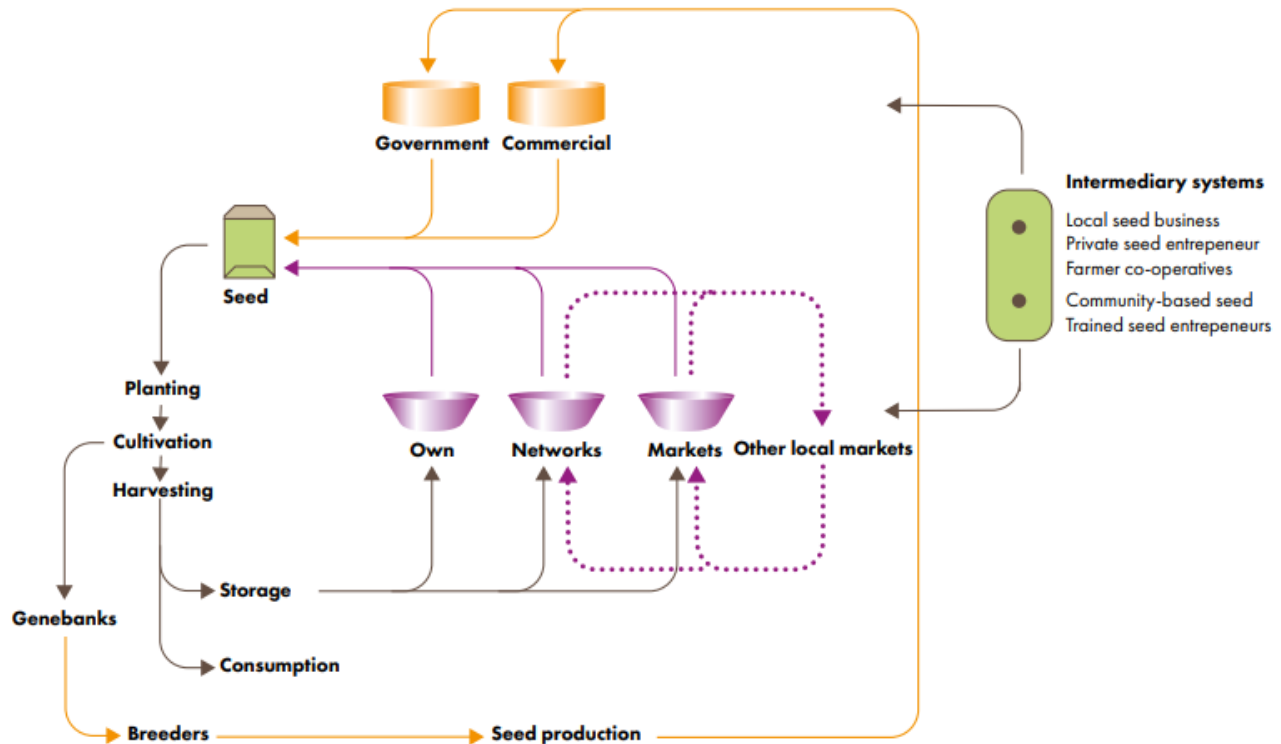 Government
Commercial
Intermediary systems
Local seed business
Private seed entrepeneur
Farmer co-operatives
Community-based seed
Trained seed entrepeneurs
Seed
Planting
Cultivation
Harvesting
Own
Networks
Markets
Other local markets
Storage
Genebanks
Consumption
Breeders
Seed production